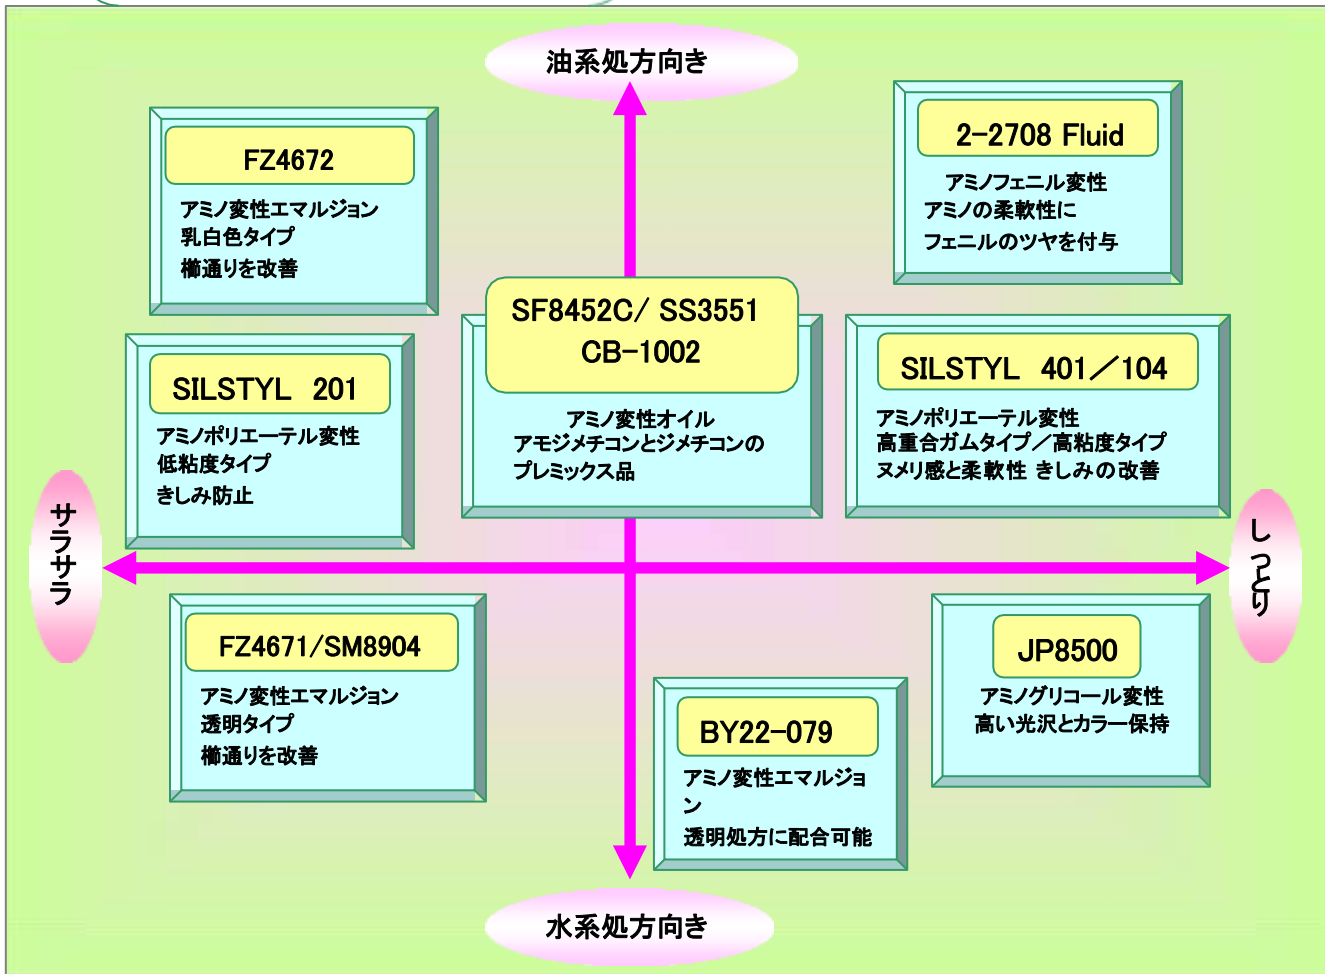 油系処方向き
FZ4672
アミノ変性エマルジョン
乳白色タイプ
櫛通りを改善
2-2708 Fluid
アミノフェニル変性
アミノの柔軟性に
フェニルのツヤを付与
SF8452C/ SS3551
CB-1002
アミノ変性オイル
アモジメチコンとジメチコンの
プレミックス品
SILSTYL 201
アミノポリエーテル変性
低粘度タイプ
きしみ防止
SILSTYL 401／104
アミノポリエーテル変性
高重合ガムタイプ／高粘度タイプ
ヌメリ感と柔軟性 きしみの改善
サラサラ
しっとり
FZ4671/SM8904
アミノ変性エマルジョン
透明タイプ
櫛通りを改善
BY22-079
アミノ変性エマルジョ
ン
透明処方に配合可能
JP8500
アミノグリコール変性
高い光沢とカラー保持
水系処方向き